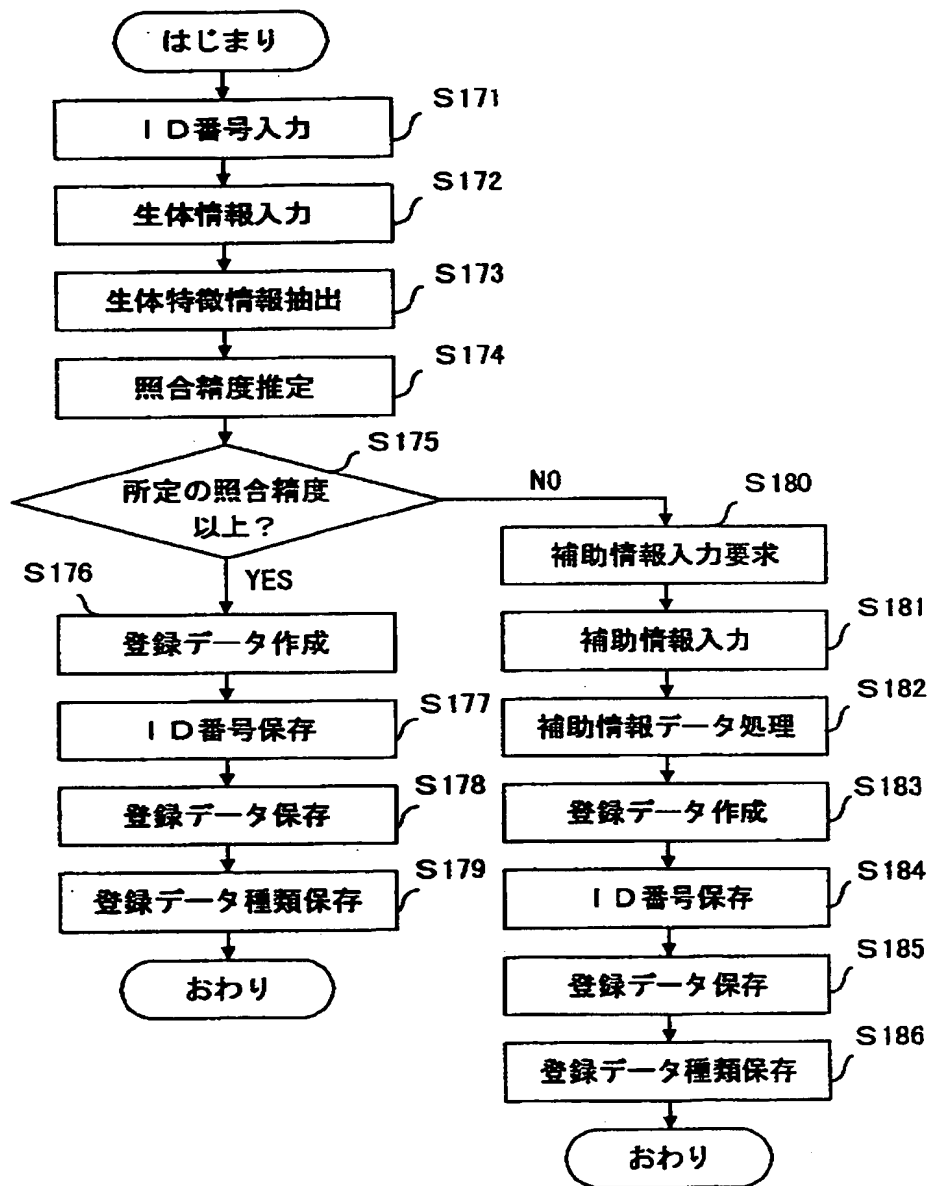 はじまり
S171
ID番号入力
S172
生体情報入力
S173
生体特徴情報抽出
S174
照合精度推定
S175
所定の照合精度
以上?
YES
S176
登録データ作成
S177
ID番号保存
S178
登録データ保存
S179
登録データ種類保存
おわり
NO
S180
補助情報入力要求
S181
補助情報入力
S182
補助情報データ処理
S183
登録データ作成
S184
ID番号保存
S185
登録データ保存
S186
登録データ種類保存
おわり